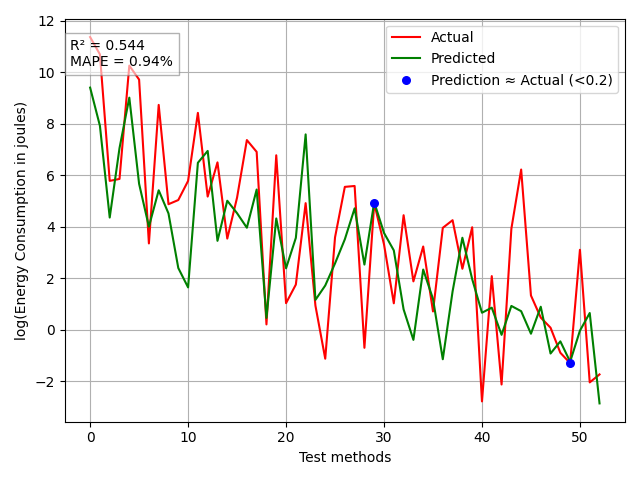 R² = 0.544
MAPE = 0.94%
Actual
Predicted
Prediction ≈ Actual (<0.2)
log(Energy Consumption in joules)
12
10
8
6
4
2
0
−2
0 10 20 30 40 50
Test methods